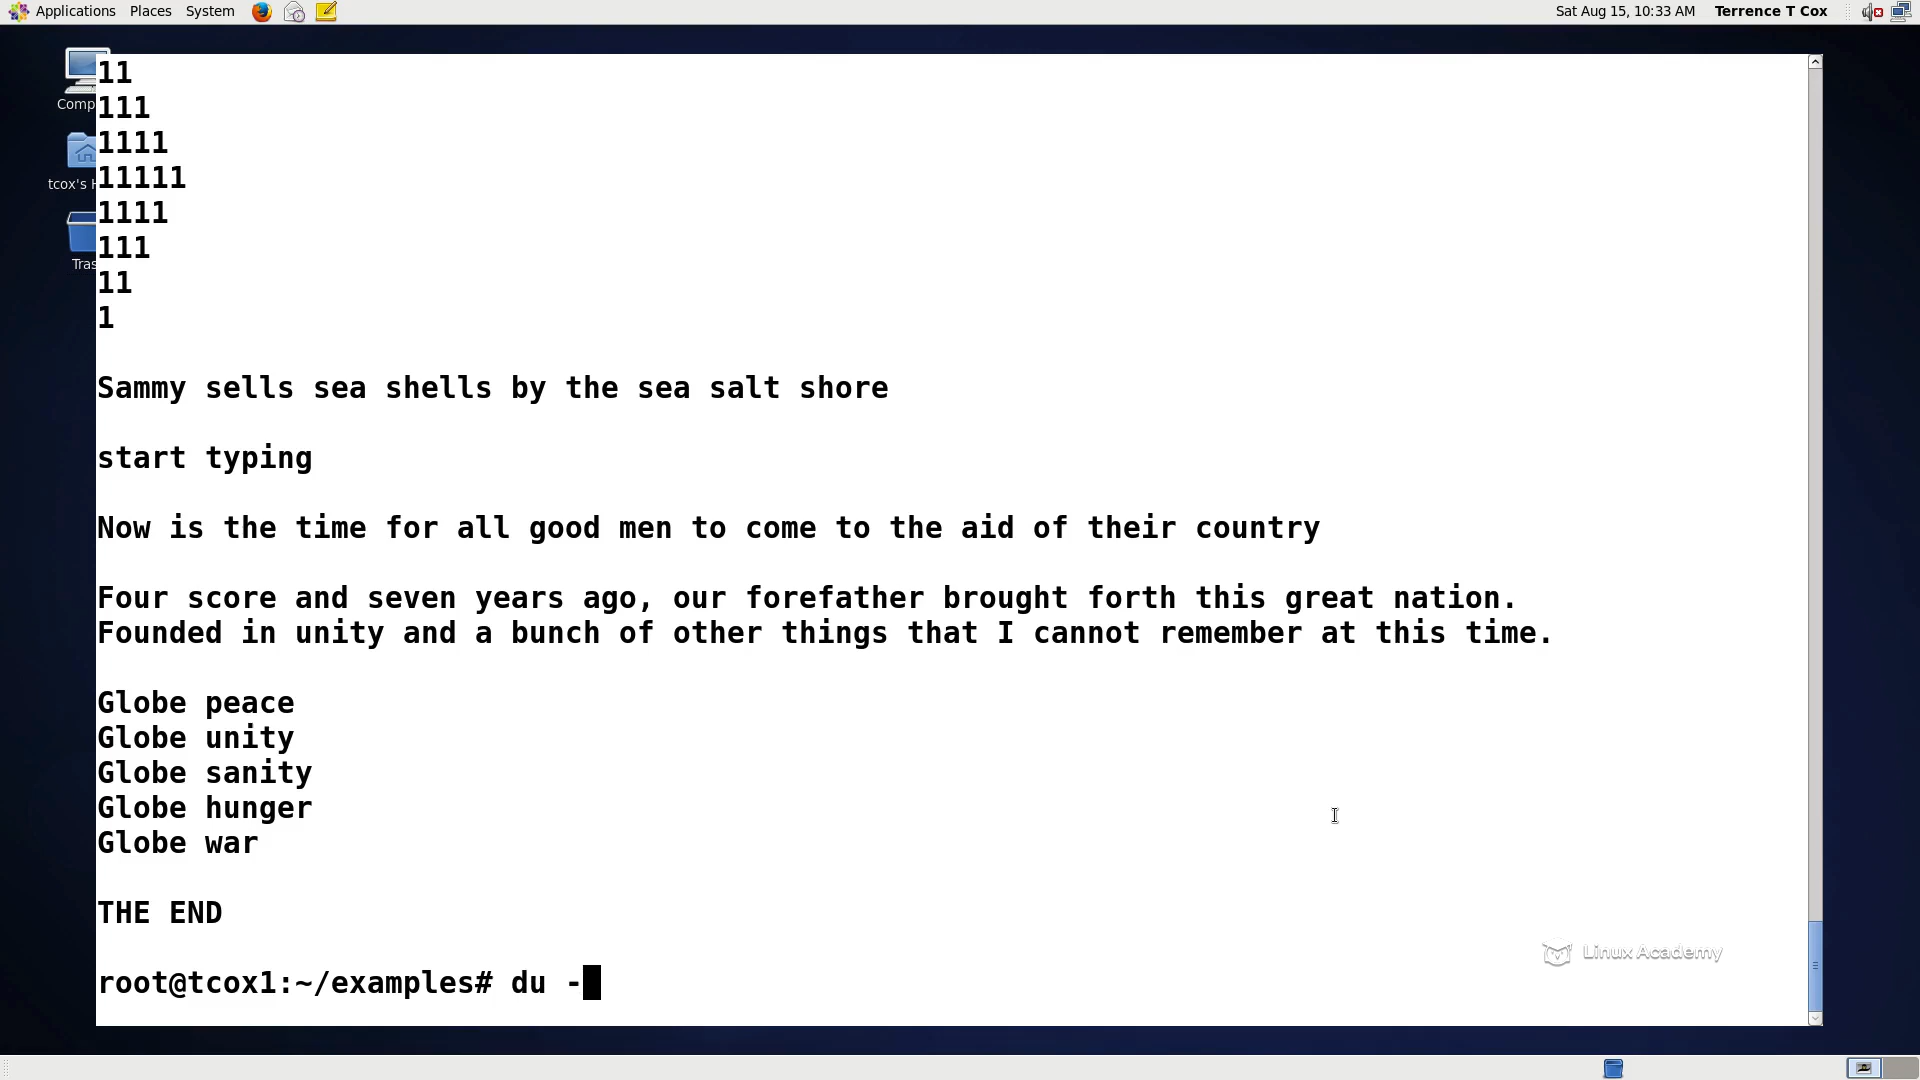 Applications Places System
Sat Aug 15, 10:33 AM Terrence T Cox
Comp
tcox's H
Tras
11
111
1111
11111
1111
111
11
1
Sammy sells sea shells by the sea salt shore
start typing
Now is the time for all good men to come to the aid of their country
Four score and seven years ago, our forefather brought forth this great nation.
Founded in unity and a bunch of other things that I cannot remember at this time.
Globe peace
Globe unity
Globe sanity
Globe hunger
Globe war
THE END
Linux Academy
root@tcox1:~/examples# du -